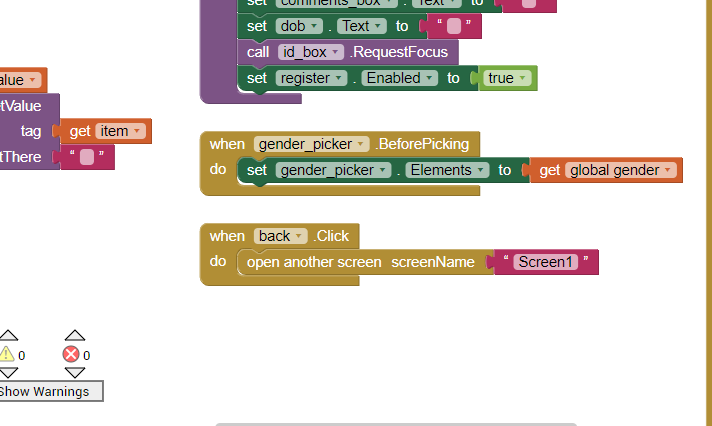 set comments_box . Text to " "
set dob . Text to " "
call id_box .RequestFocus
set register . Enabled to true
alue
tValue
tag get item
tThere " "
when gender_picker .BeforePicking
do set gender_picker . Elements to get global gender
when back .Click
do open another screen screenName " Screen1 "
0 0
Show Warnings